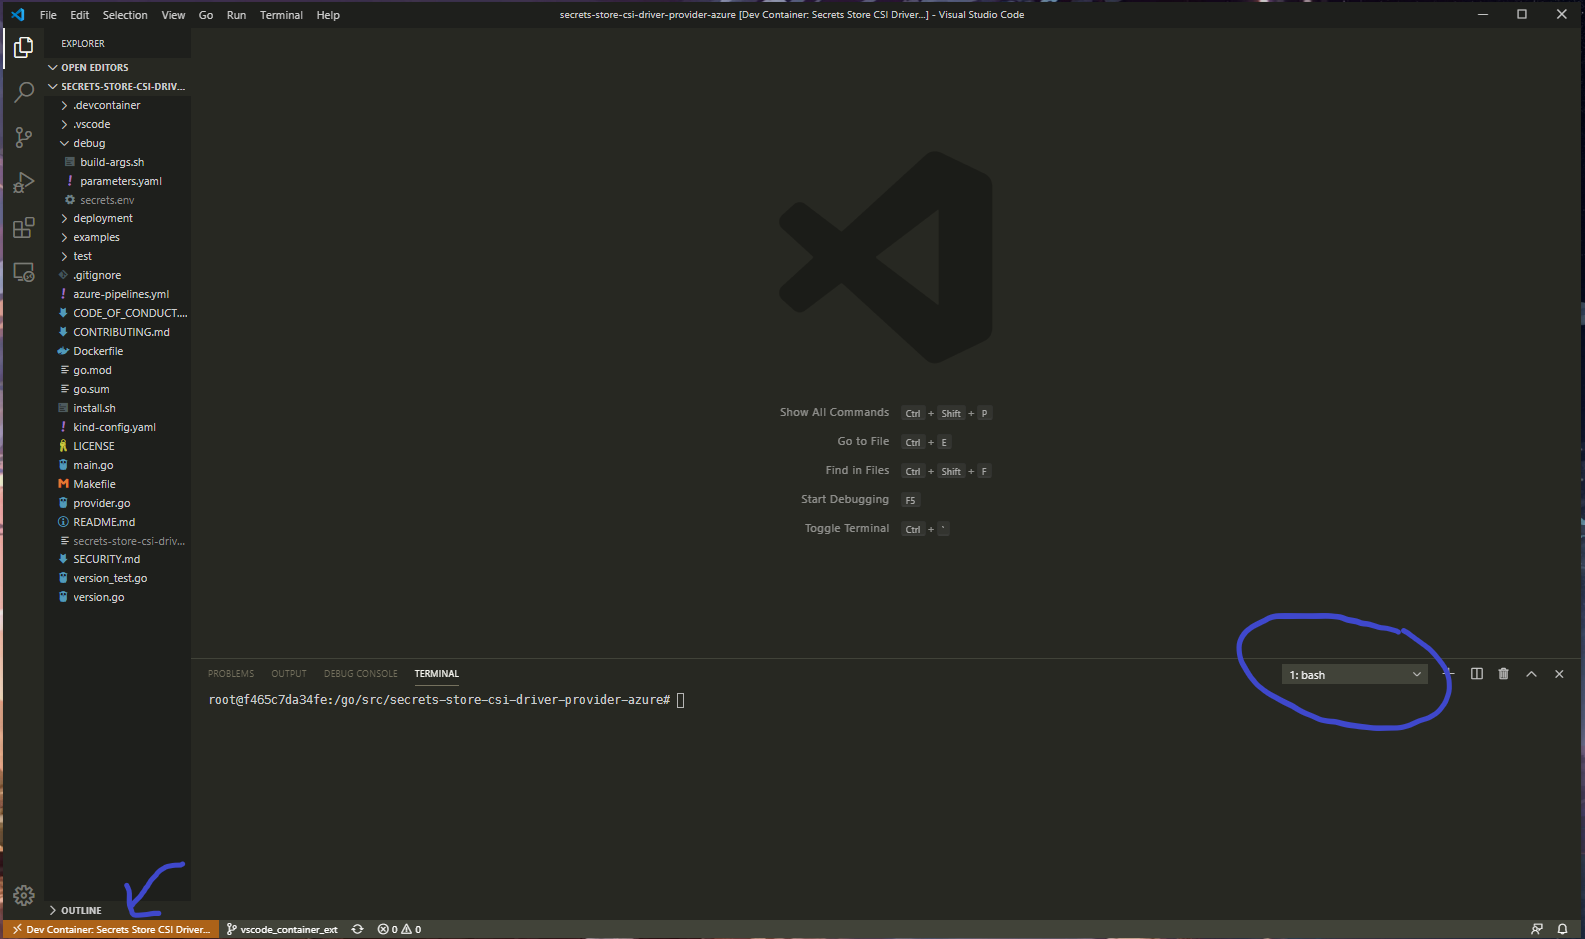 File Edit Selection View Go Run Terminal Help
secrets-store-csi-driver-provider-azure [Dev Container: Secrets Store CSI Driver...] - Visual Studio Code
EXPLORER
OPEN EDITORS
SECRETS-STORE-CSI-DRIV...
.devcontainer
.vscode
debug
build-args.sh
parameters.yaml
secrets.env
deployment
examples
test
.gitignore
azure-pipelines.yml
CODE_OF_CONDUCT....
CONTRIBUTING.md
Dockerfile
go.mod
go.sum
install.sh
kind-config.yaml
LICENSE
main.go
Makefile
provider.go
README.md
secrets-store-csi-driv...
SECURITY.md
version_test.go
version.go
OUTLINE
Show All Commands Ctrl + Shift + P
Go to File Ctrl + E
Find in Files Ctrl + Shift + F
Start Debugging F5
Toggle Terminal Ctrl + `
PROBLEMS OUTPUT DEBUG CONSOLE TERMINAL
1: bash
root@f465c7da34fe:/go/src/secrets-store-csi-driver-provider-azure#
Dev Container: Secrets Store CSI Driver... vscode_container_ext 0 0